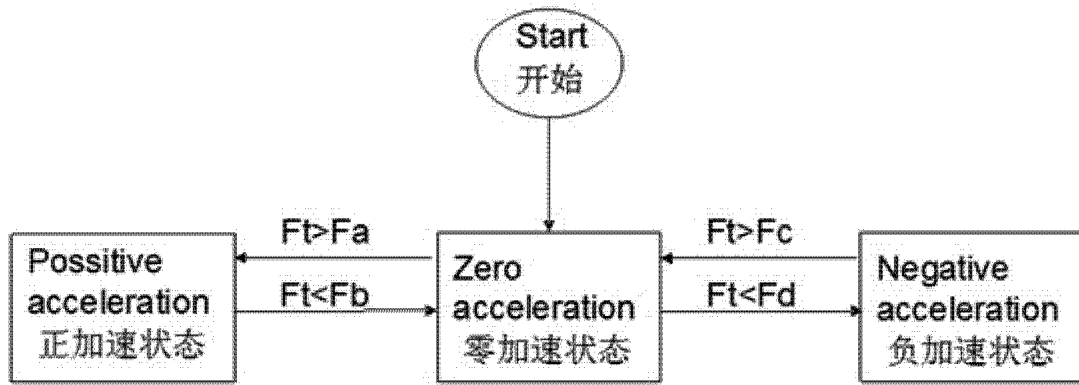 Start
开始
Ft>Fa
Ft>Fc
Possitive
acceleration
正加速状态
Ft<Fb
Zero
acceleration
零加速状态
Ft<Fd
Negative
acceleration
负加速状态